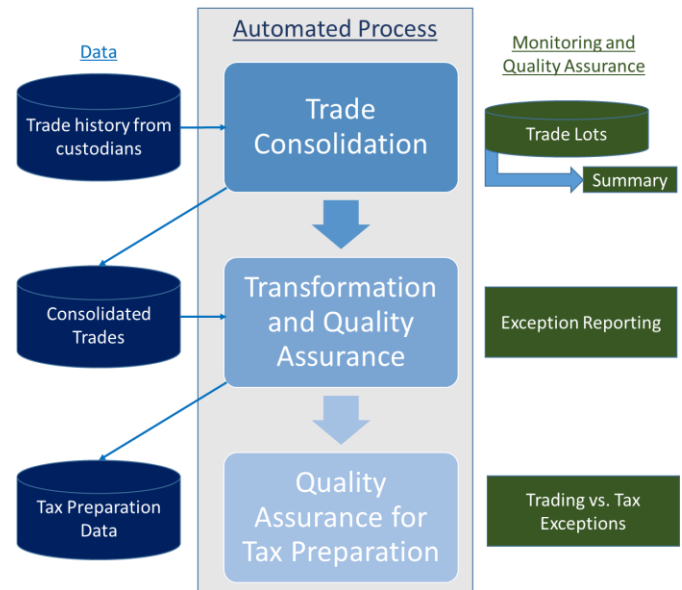 Data
Automated Process
Monitoring and
Quality Assurance
Trade history from
custodians
Trade
Consolidation
Trade Lots
Summary
Consolidated
Trades
Transformation
and Quality
Assurance
Exception Reporting
Tax Preparation
Data
Quality
Assurance for
Tax Preparation
Trading vs. Tax
Exceptions